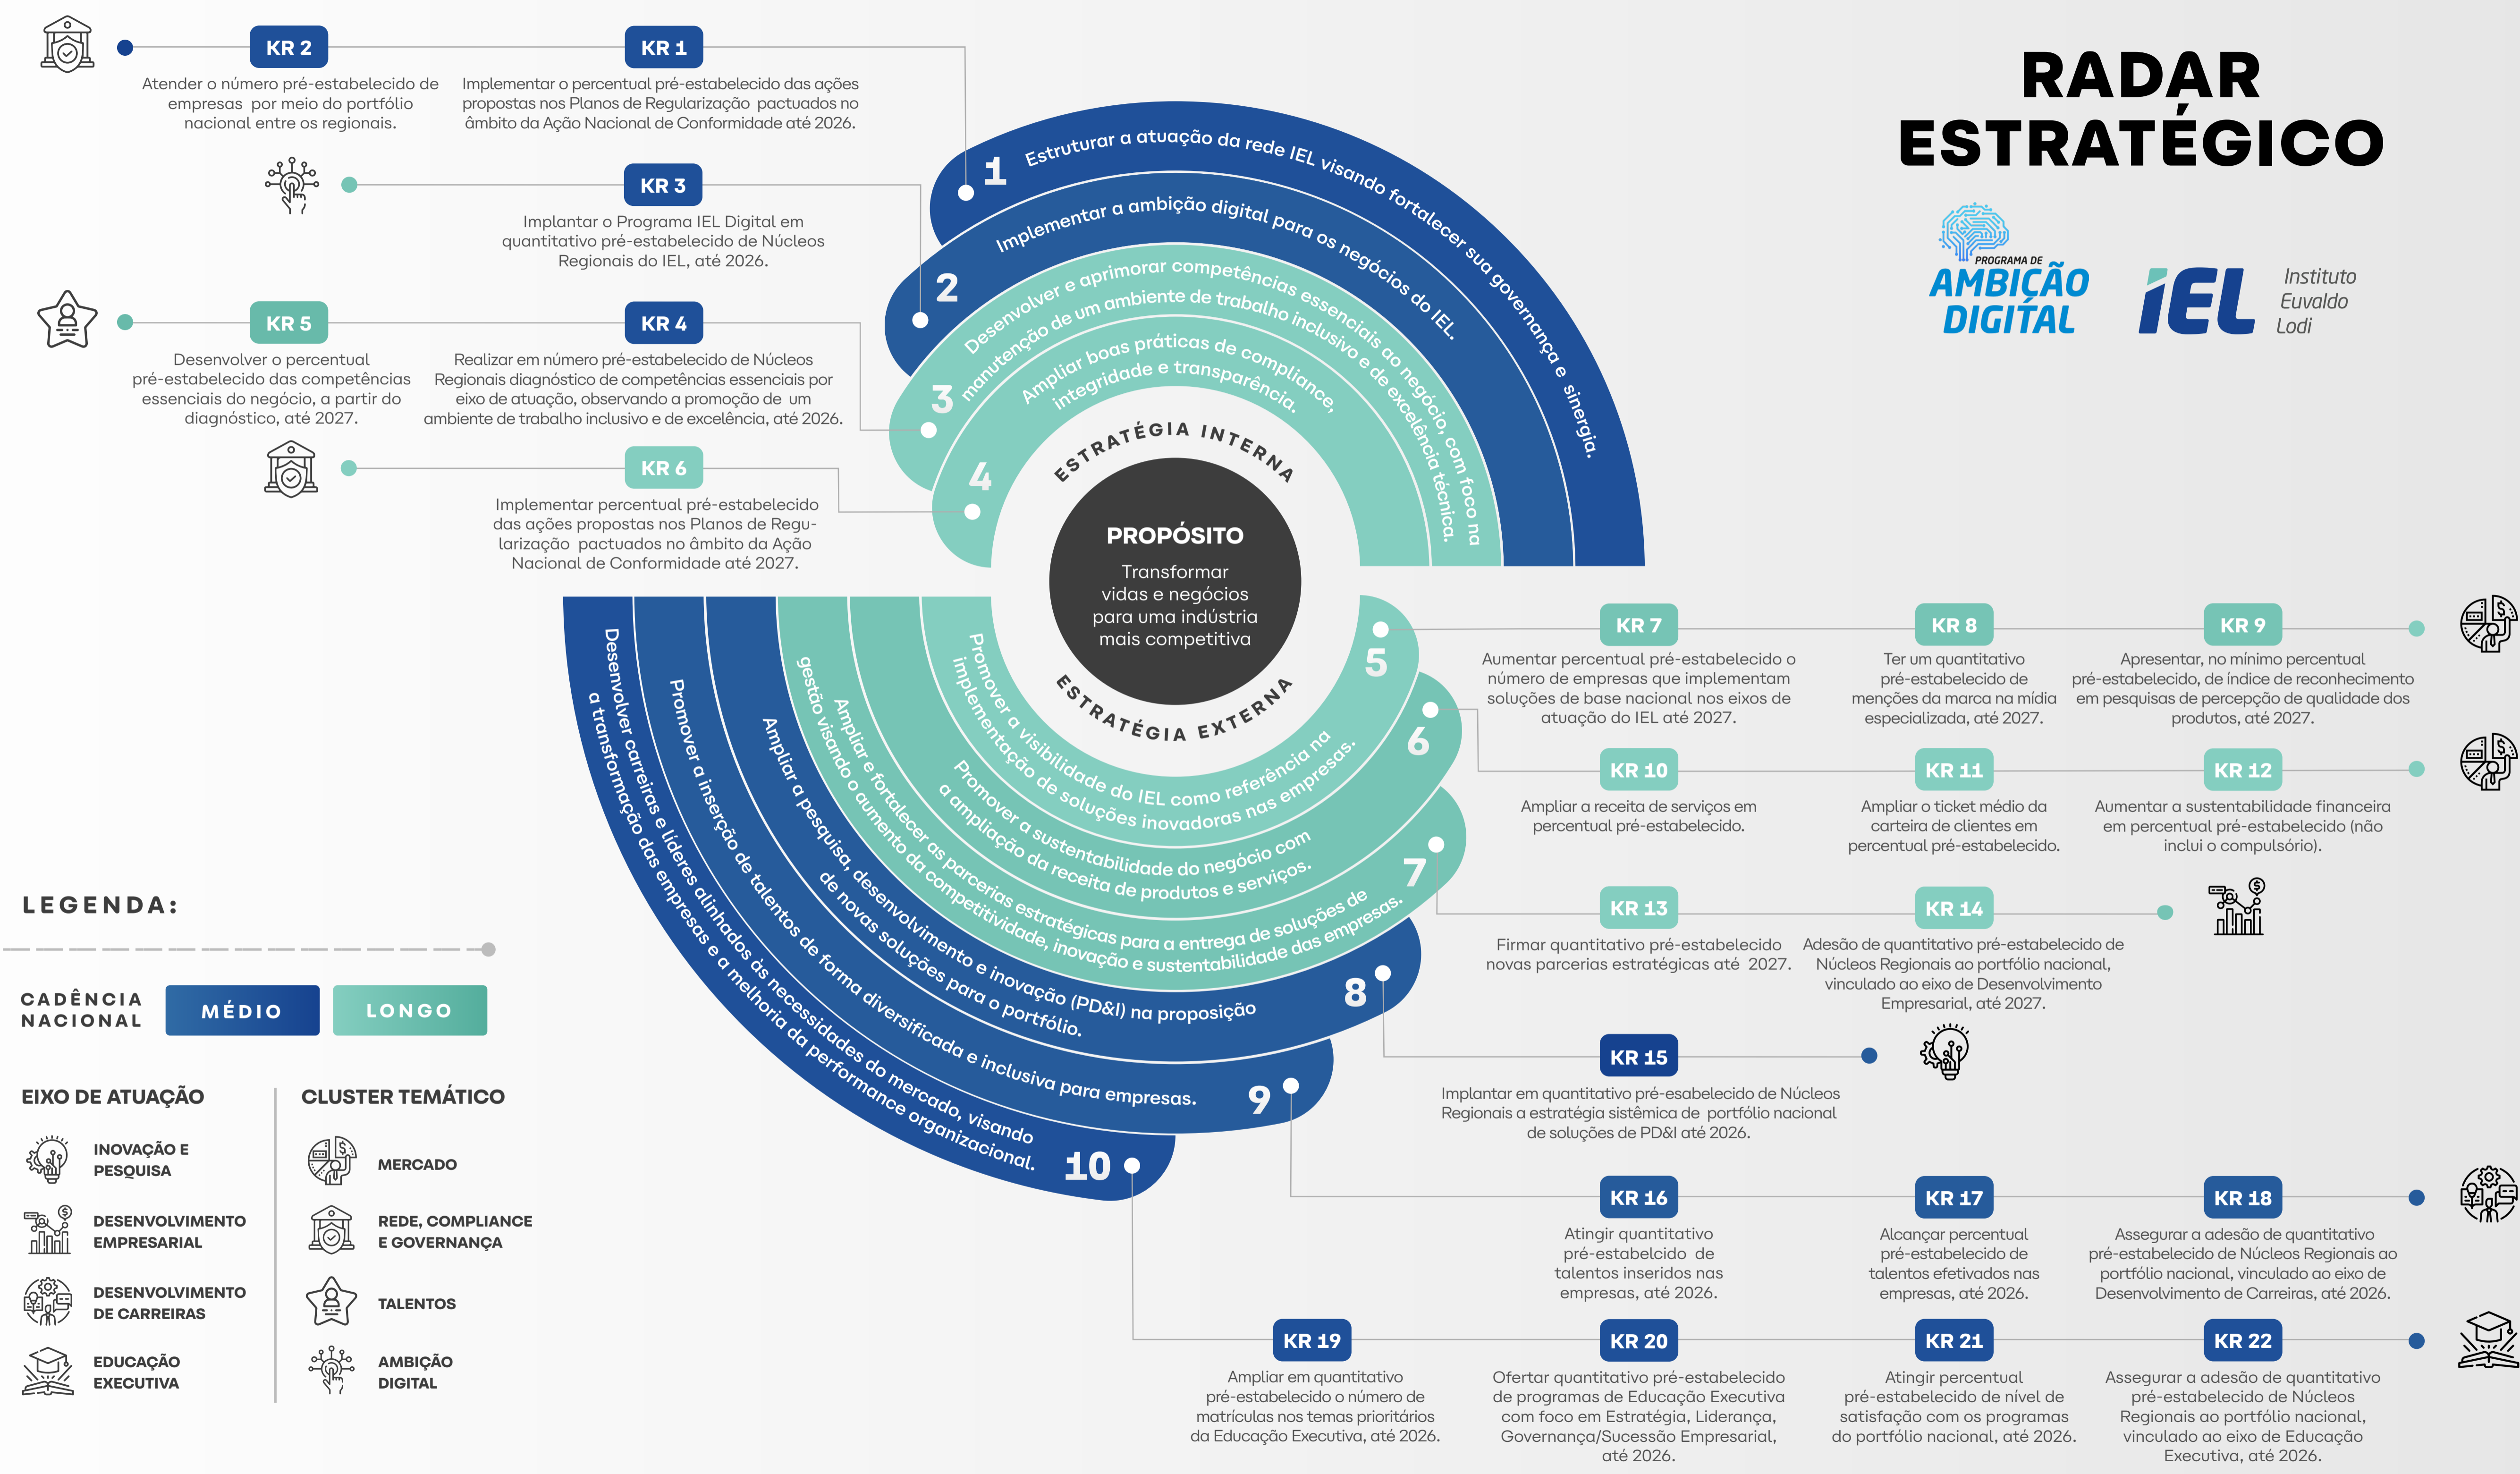 RADAR
ESTRATÉGICO
PROGRAMA DE
AMBIÇÃO
DIGITAL
iEL
Instituto
Euvaldo
Lodi
KR 2
Atender o número pré-estabelecido de
empresas por meio do portfólio
nacional entre os regionais.
KR 1
Implementar o percentual pré-estabelecido das ações
propostas nos Planos de Regularização pactuados no
âmbito da Ação Nacional de Conformidade até 2026.
KR 3
Implantar o Programa IEL Digital em
quantitativo pré-estabelecido de Núcleos
Regionais do IEL, até 2026.
KR 5
Desenvolver o percentual
pré-estabelecido das competências
essenciais do negócio, a partir do
diagnóstico, até 2027.
KR 4
Realizar em número pré-estabelecido de Núcleos
Regionais diagnóstico de competências essenciais por
eixo de atuação, observando a promoção de um
ambiente de trabalho inclusivo e de excelência, até 2026.
KR 6
Implementar percentual pré-estabelecido
das ações propostas nos Planos de Regu-
larização pactuados no âmbito da Ação
Nacional de Conformidade até 2027.
1
Estruturar a atuação da rede IEL visando fortalecer sua governança e sinergia.
2
Implementar a ambição digital para os negócios do IEL.
3
Desenvolver e aprimorar competências essenciais ao negócio, com foco na
manutenção de um ambiente de trabalho inclusivo e de excelência técnica.
4
Ampliar boas práticas de compliance,
integridade e transparência.
ESTRATÉGIA INTERNA
PROPÓSITO
Transformar
vidas e negócios
para uma indústria
mais competitiva
ESTRATÉGIA EXTERNA
5
Promover a visibilidade do IEL como referência na
implementação de soluções inovadoras nas empresas.
6
Promover a sustentabilidade do negócio com
a ampliação da receita de produtos e serviços.
7
Ampliar e fortalecer as parcerias estratégicas para a entrega de soluções de
gestão visando o aumento da competitividade, inovação e sustentabilidade das empresas.
8
Ampliar a pesquisa, desenvolvimento e inovação (PD&I) na proposição
de novas soluções para o portfólio.
9
Promover a inserção de talentos de forma diversificada e inclusiva para empresas.
10
Desenvolver carreiras e líderes alinhados às necessidades do mercado, visando
a transformação das empresas e a melhoria da performance organizacional.
KR 7
Aumentar percentual pré-estabelecido o
número de empresas que implementam
soluções de base nacional nos eixos de
atuação do IEL até 2027.
KR 8
Ter um quantitativo
pré-estabelecido de
menções da marca na mídia
especializada, até 2027.
KR 9
Apresentar, no mínimo percentual
pré-estabelecido, de índice de reconhecimento
em pesquisas de percepção de qualidade dos
produtos, até 2027.
KR 10
Ampliar a receita de serviços em
percentual pré-estabelecido.
KR 11
Ampliar o ticket médio da
carteira de clientes em
percentual pré-estabelecido.
KR 12
Aumentar a sustentabilidade financeira
em percentual pré-estabelecido (não
inclui o compulsório).
KR 13
Firmar quantitativo pré-estabelecido
novas parcerias estratégicas até 2027.
KR 14
Adesão de quantitativo pré-estabelecido de
Núcleos Regionais ao portfólio nacional,
vinculado ao eixo de Desenvolvimento
Empresarial, até 2027.
KR 15
Implantar em quantitativo pré-esabelecido de Núcleos
Regionais a estratégia sistêmica de portfólio nacional
de soluções de PD&I até 2026.
KR 16
Atingir quantitativo
pré-estabelcido de
talentos inseridos nas
empresas, até 2026.
KR 17
Alcançar percentual
pré-estabelecido de
talentos efetivados nas
empresas, até 2026.
KR 18
Assegurar a adesão de quantitativo
pré-estabelecido de Núcleos Regionais ao
portfólio nacional, vinculado ao eixo de
Desenvolvimento de Carreiras, até 2026.
KR 19
Ampliar em quantitativo
pré-estabelecido o número de
matrículas nos temas prioritários
da Educação Executiva, até 2026.
KR 20
Ofertar quantitativo pré-estabelecido
de programas de Educação Executiva
com foco em Estratégia, Liderança,
Governança/Sucessão Empresarial,
até 2026.
KR 21
Atingir percentual
pré-estabelecido de nível de
satisfação com os programas
do portfólio nacional, até 2026.
KR 22
Assegurar a adesão de quantitativo
pré-estabelecido de Núcleos
Regionais ao portfólio nacional,
vinculado ao eixo de Educação
Executiva, até 2026.
LEGENDA:
CADÊNCIA
NACIONAL
MÉDIO
LONGO
EIXO DE ATUAÇÃO
INOVAÇÃO E
PESQUISA
DESENVOLVIMENTO
EMPRESARIAL
DESENVOLVIMENTO
DE CARREIRAS
EDUCAÇÃO
EXECUTIVA
CLUSTER TEMÁTICO
MERCADO
REDE, COMPLIANCE
E GOVERNANÇA
TALENTOS
AMBIÇÃO
DIGITAL